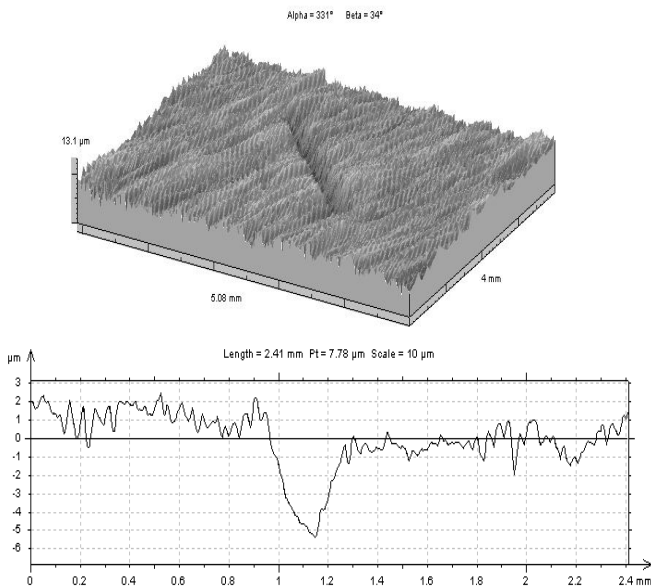 Alpha = 331° Beta = 34°
13.1 µm
5.08 mm
4 mm
µm
Length = 2.41 mm Pt = 7.78 µm Scale = 10 µm
3
2
1
0
-1
-2
-3
-4
-5
-6
0 0.2 0.4 0.6 0.8 1 1.2 1.4 1.6 1.8 2 2.2 2.4 mm